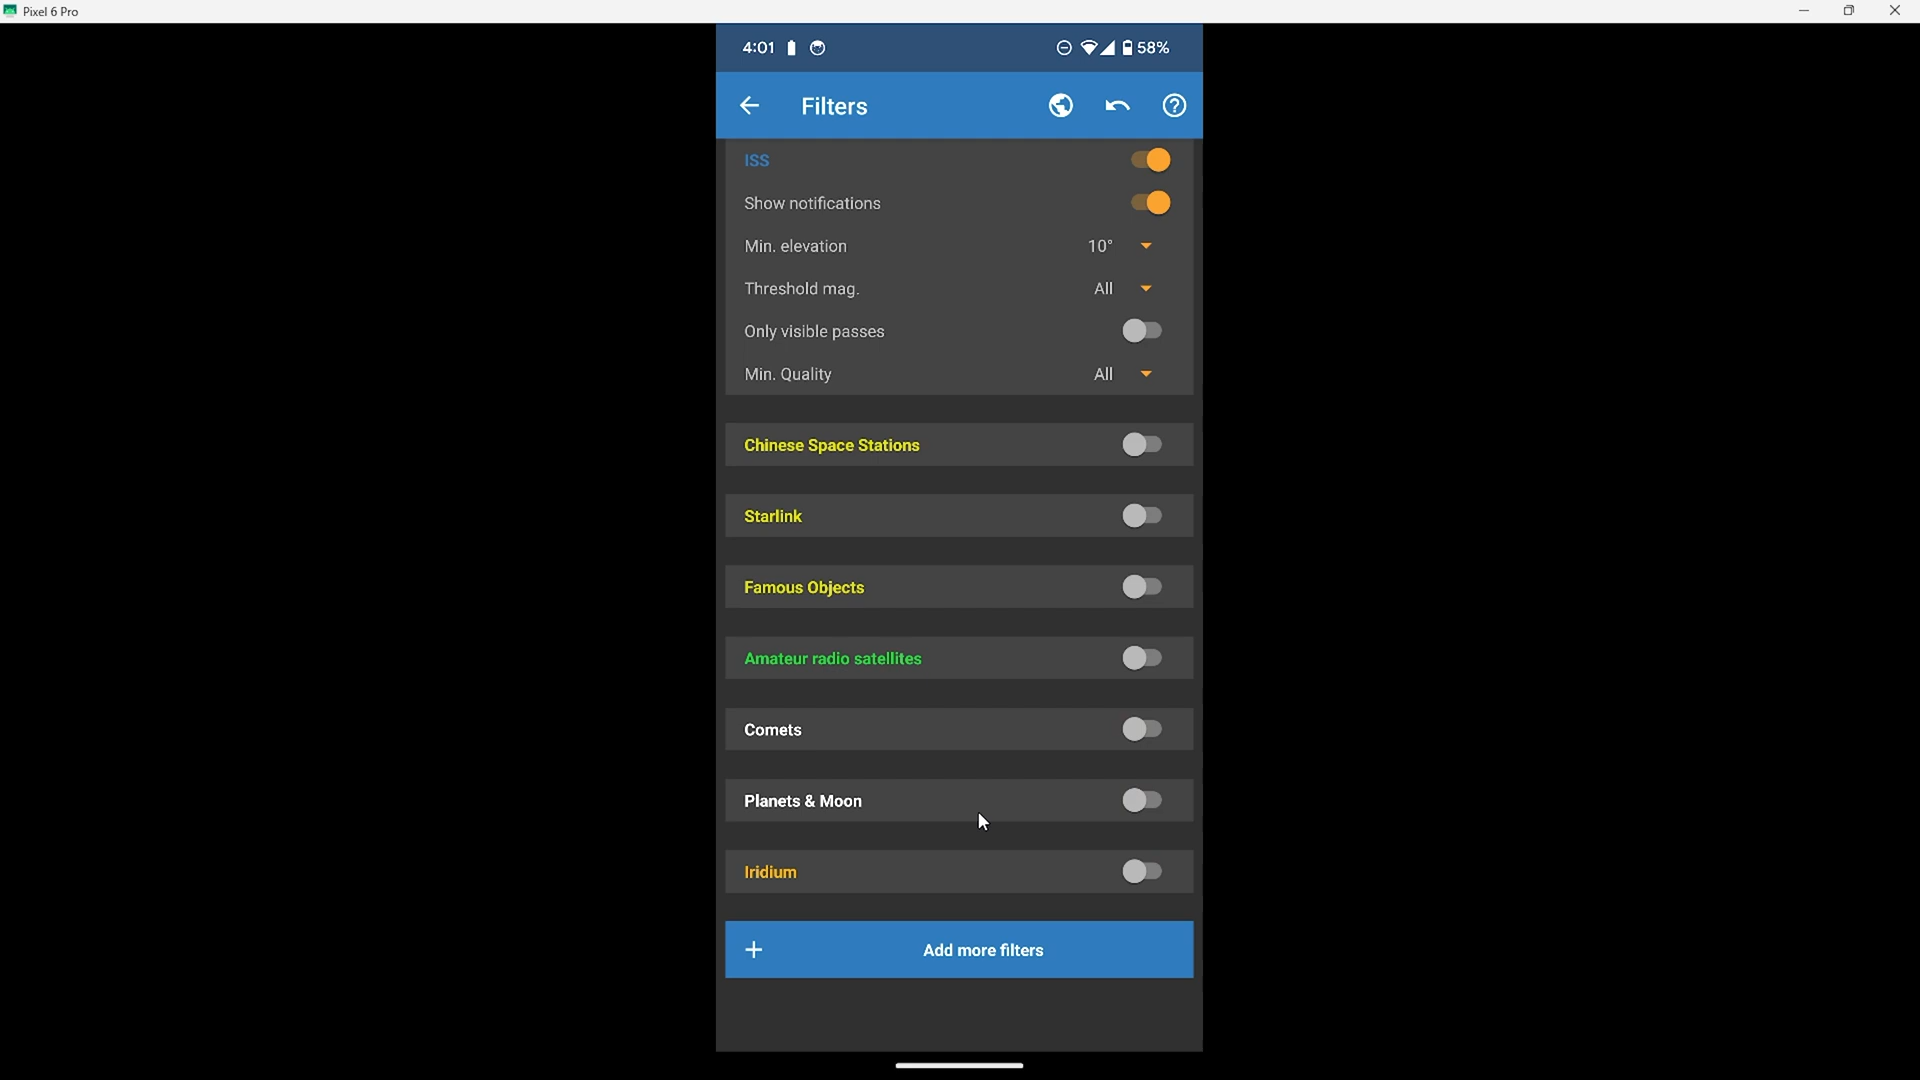 Pixel 6 Pro
4:01 58%
Filters
ISS
Show notifications
Min. elevation 10°
Threshold mag. All
Only visible passes
Min. Quality All
Chinese Space Stations
Starlink
Famous Objects
Amateur radio satellites
Comets
Planets & Moon
Iridium
+ Add more filters